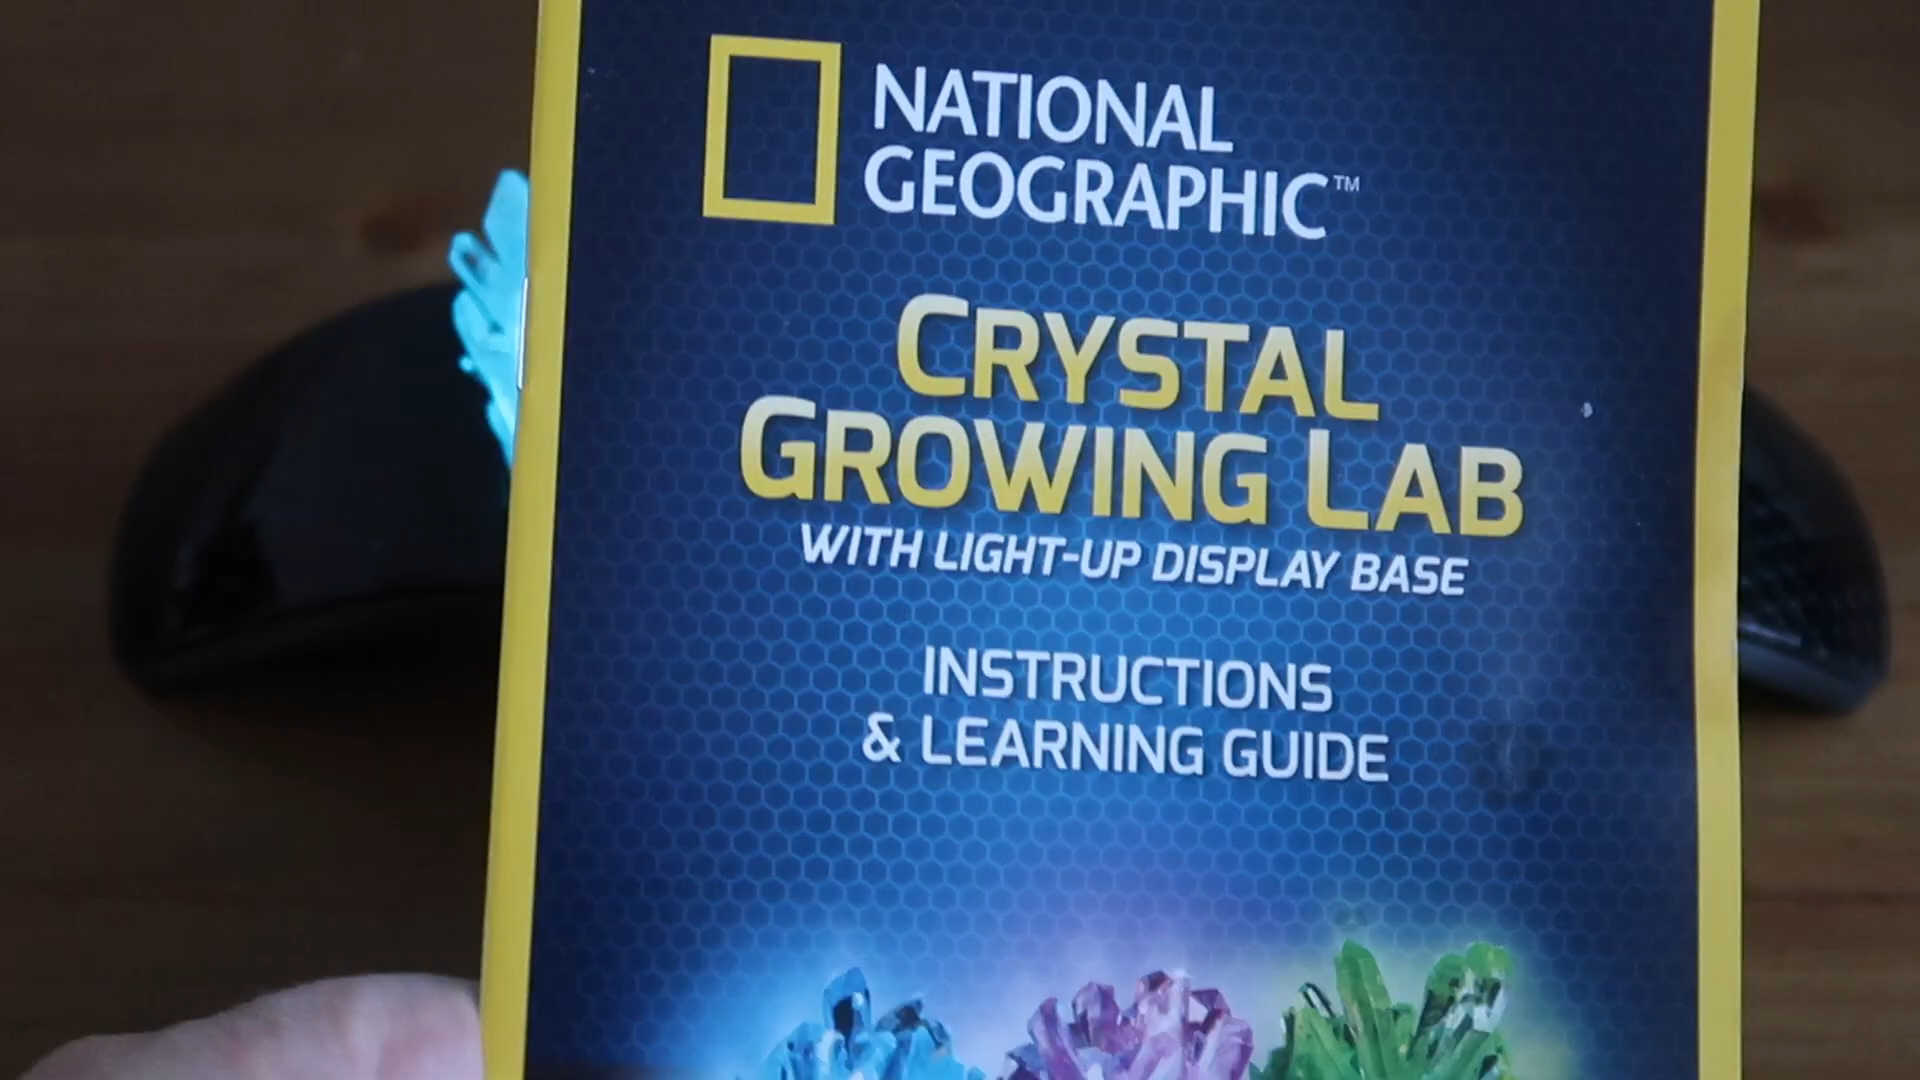 NATIONAL
GEOGRAPHIC™
CRYSTAL
GROWING LAB
WITH LIGHT-UP DISPLAY BASE
INSTRUCTIONS
& LEARNING GUIDE